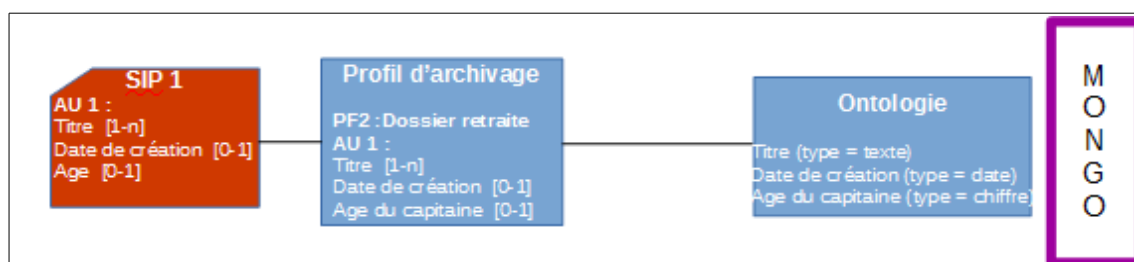 SIP 1
AU 1 :
Titre [1-n]
Date de création [0-1]
Age [0-1]
Profil d'archivage
PF2 : Dossier retraite
AU 1 :
Titre [1-n]
Date de création [0-1]
Age du capitaine [0-1]
Ontologie
Titre (type = texte)
Date de création (type = date)
Age du capitaine (type = chiffre)
M
O
N
G
O